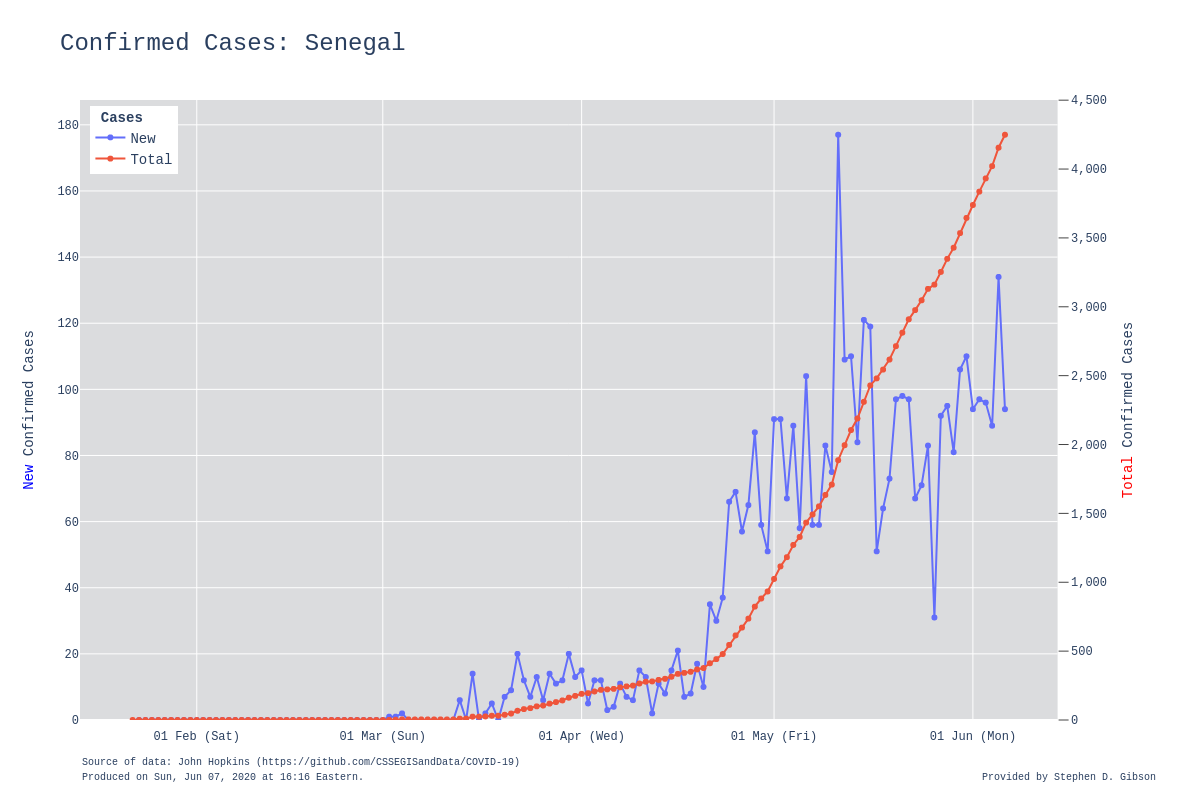 Confirmed Cases: Senegal
Cases
New
Total
180
160
140
120
100
80
60
40
20
0
New Confirmed Cases
4,500
4,000
3,500
3,000
2,500
2,000
1,500
1,000
500
0
Total Confirmed Cases
01 Feb (Sat)
01 Mar (Sun)
01 Apr (Wed)
01 May (Fri)
01 Jun (Mon)
Source of data: John Hopkins (https://github.com/CSSEGISandData/COVID-19)
Produced on Sun, Jun 07, 2020 at 16:16 Eastern.
Provided by Stephen D. Gibson